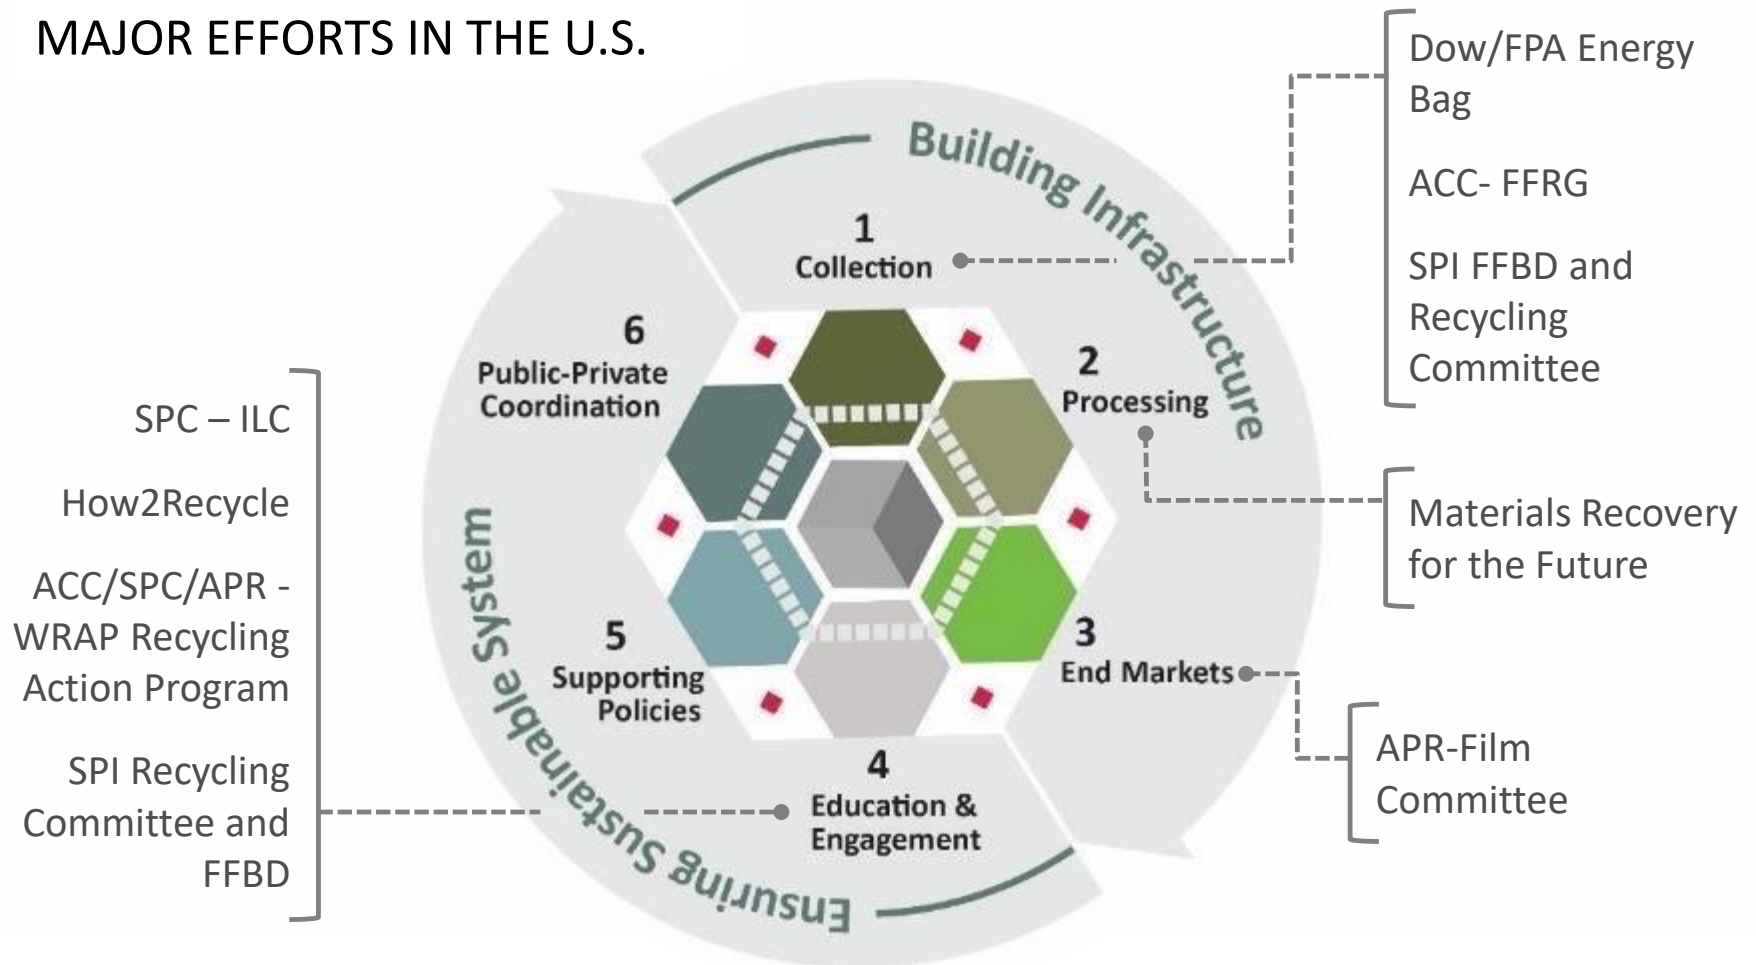 MAJOR EFFORTS IN THE U.S.
Dow/FPA Energy
Bag
ACC- FFRG
SPI FFBD and
Recycling
Committee
Building Infrastructure
1
Collection
2
Processing
Materials Recovery
for the Future
3
End Markets
APR-Film
Committee
4
Education &
Engagement
5
Supporting
Policies
6
Public-Private
Coordination
Ensuring Sustainable System
SPC – ILC
How2Recycle
ACC/SPC/APR -
WRAP Recycling
Action Program
SPI Recycling
Committee and
FFBD